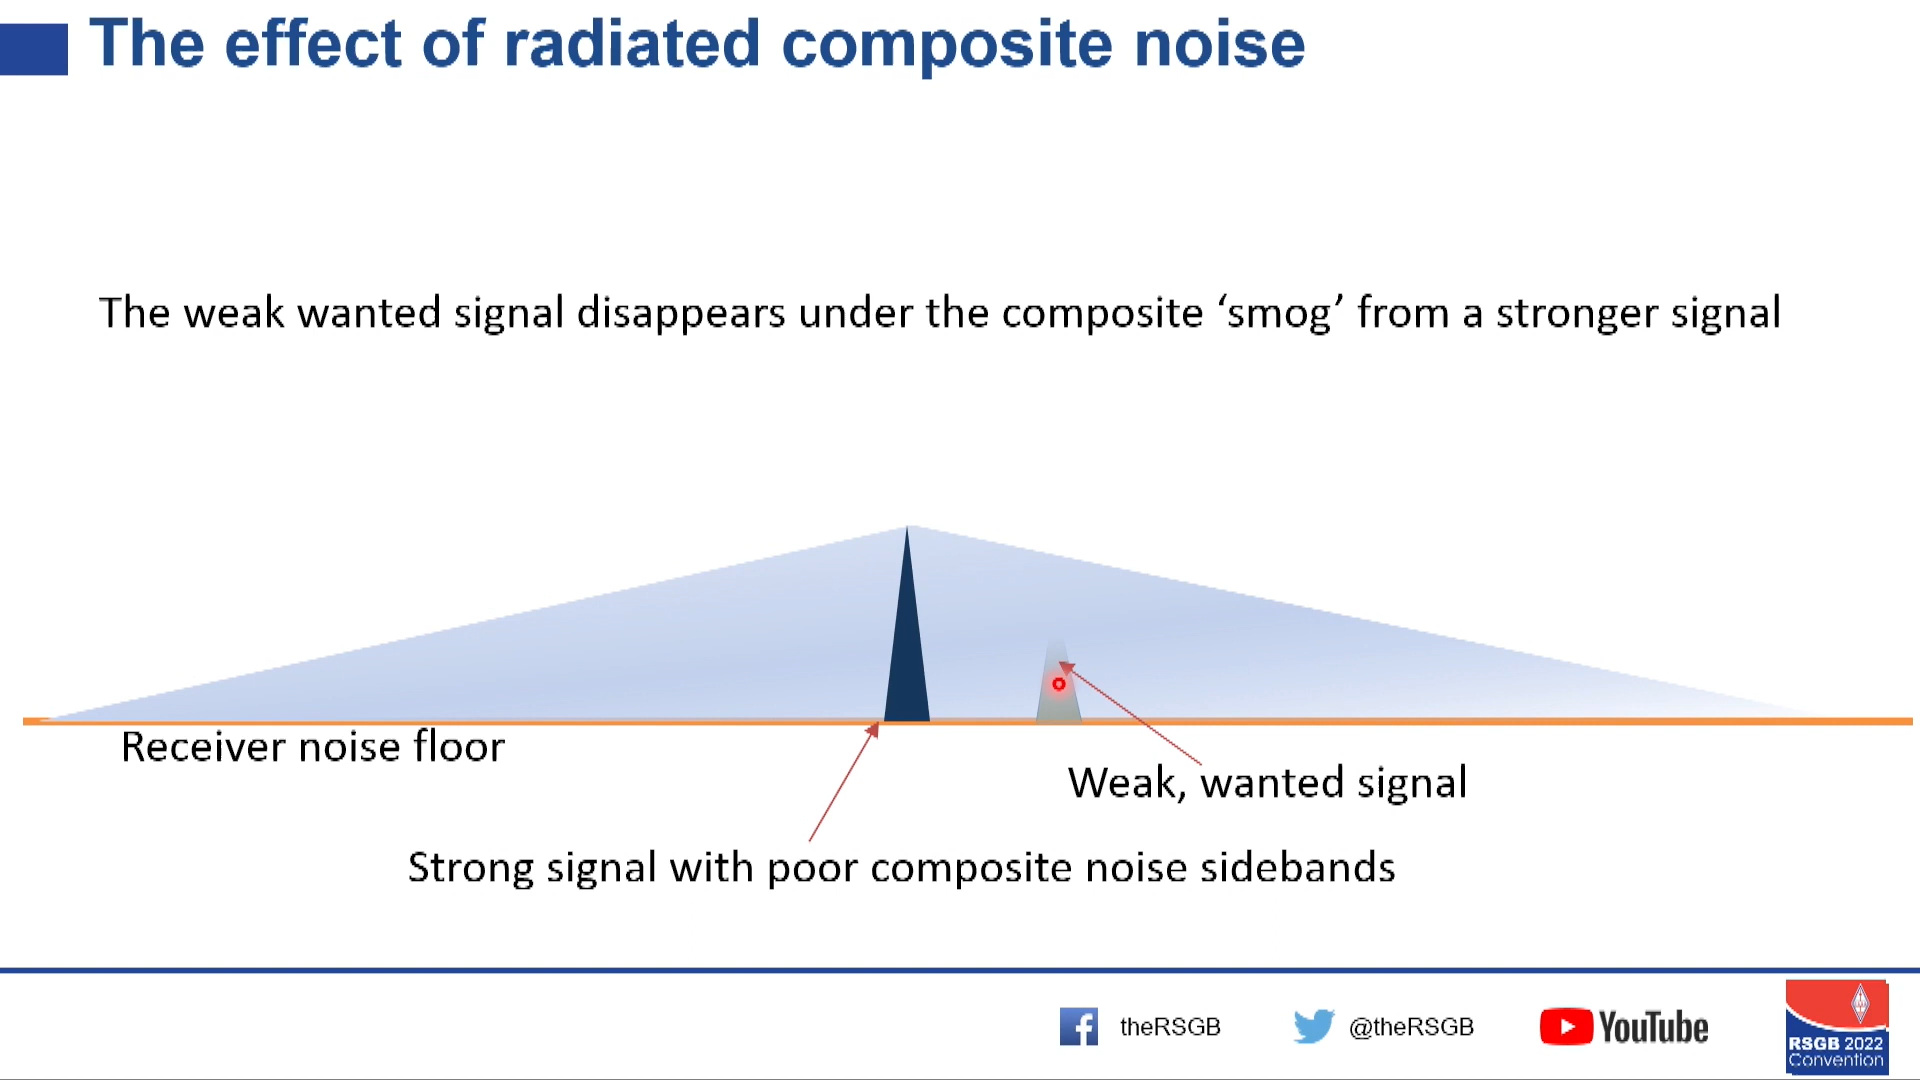 The effect of radiated composite noise
The weak wanted signal disappears under the composite ‘smog’ from a stronger signal
Receiver noise floor
Weak, wanted signal
Strong signal with poor composite noise sidebands
f theRSGB
@theRSGB
YouTube
RSGB 2022
Convention